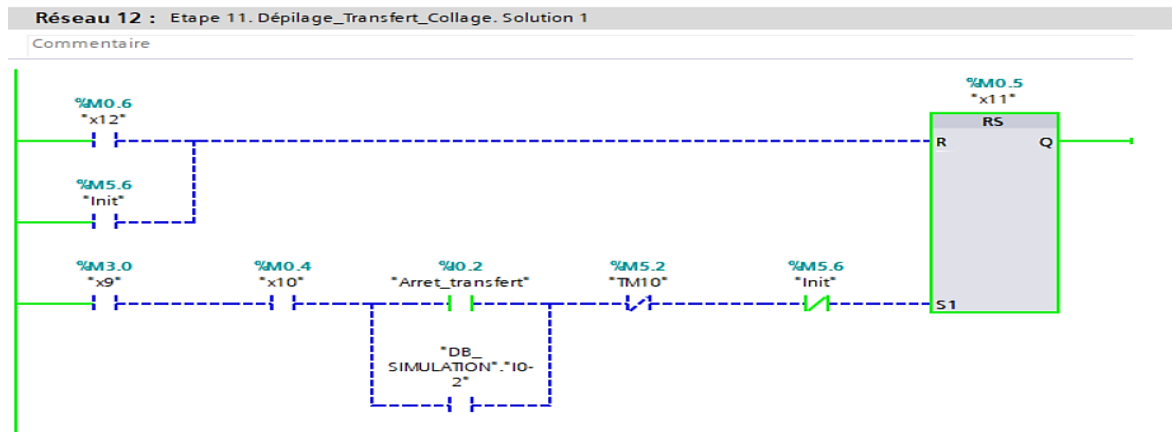 Réseau 12 : Etape 11. Dépilage_Transfert_Collage. Solution 1
Commentaire
%M0.6
"x12"
%M0.5
"x11"
RS
R
Q
%M5.6
"Init"
%M3.0
"x9"
%M0.4
"x10"
%I0.2
"Arret_transfert"
%M5.2
"TM10"
%M5.6
"Init"
S1
"DB_
SIMULATION"."I0-
2"